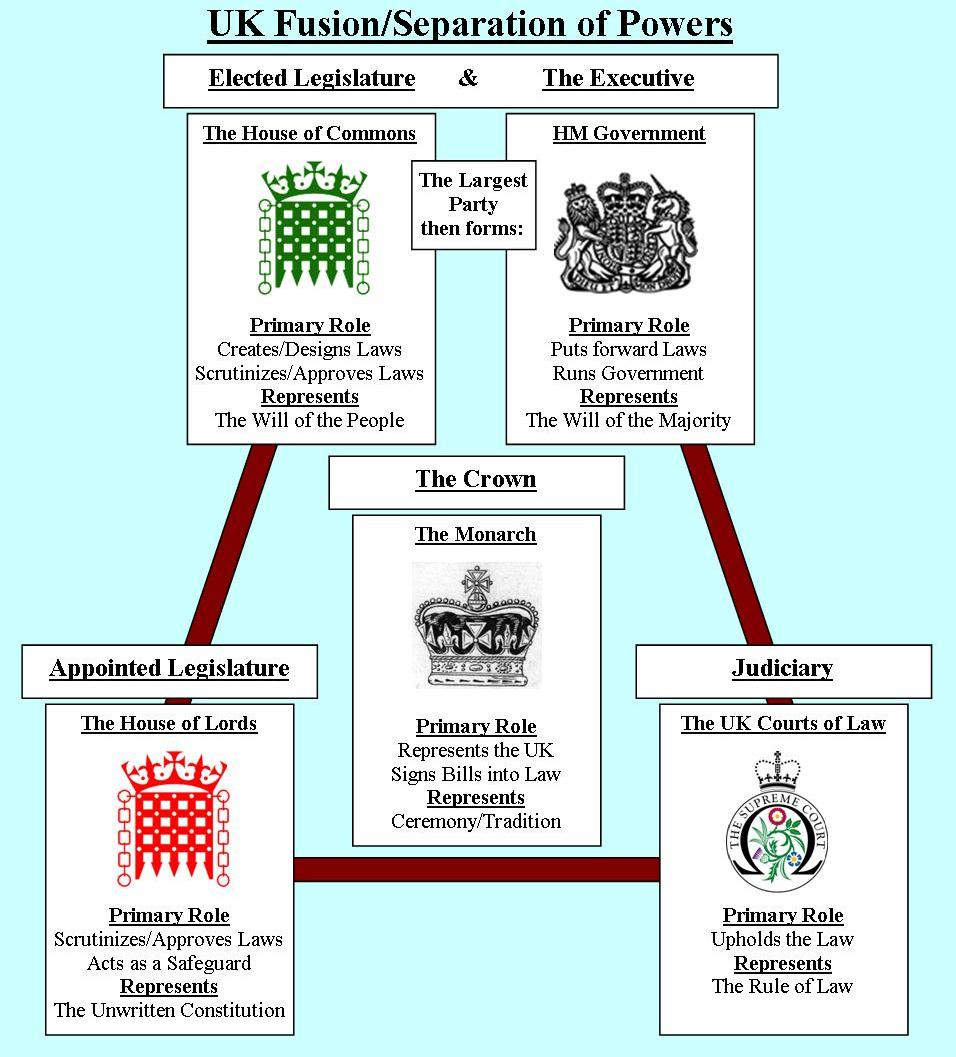 UK Fusion/Separation of Powers
Elected Legislature & The Executive
The House of Commons
Primary Role
Creates/Designs Laws
Scrutinizes/Approves Laws
Represents
The Will of the People
The Largest
Party
then forms:
HM Government
DIEU ET MON DROIT
Primary Role
Puts forward Laws
Runs Government
Represents
The Will of the Majority
The Crown
The Monarch
Primary Role
Represents the UK
Signs Bills into Law
Represents
Ceremony/Tradition
Appointed Legislature
The House of Lords
Primary Role
Scrutinizes/Approves Laws
Acts as a Safeguard
Represents
The Unwritten Constitution
Judiciary
The UK Courts of Law
THE SUPREME COURT
Primary Role
Upholds the Law
Represents
The Rule of Law